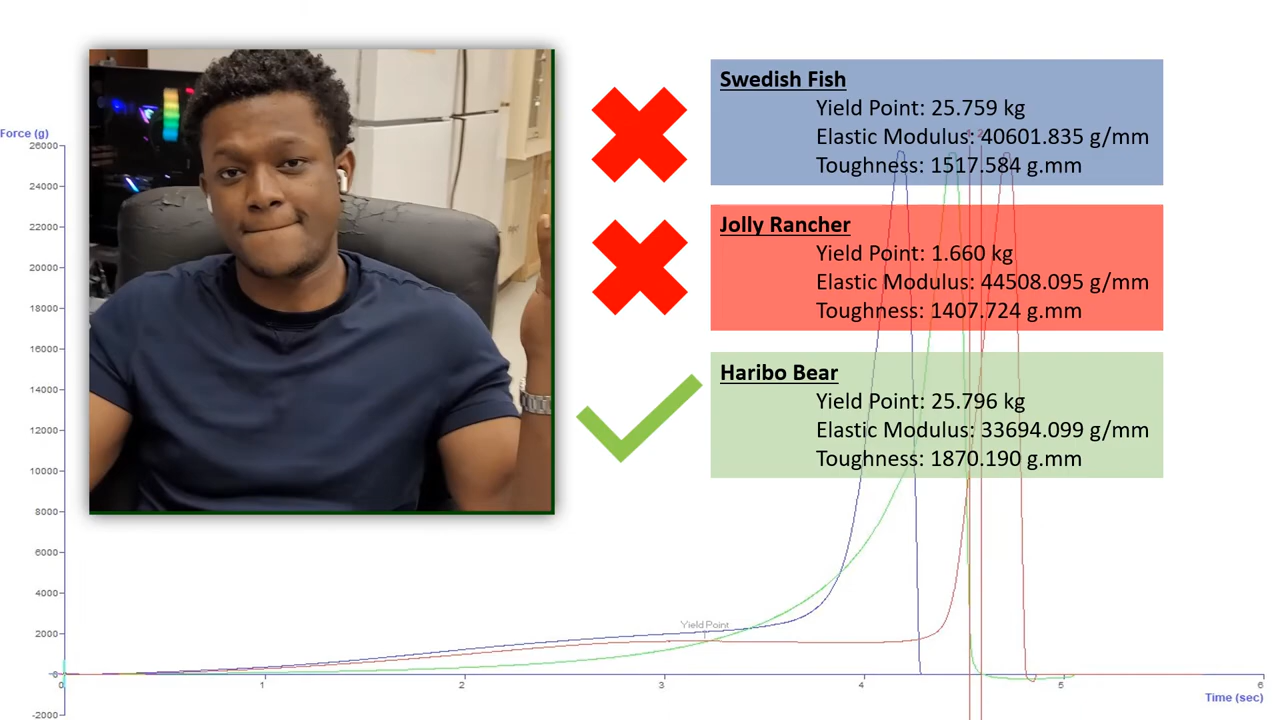 Swedish Fish
Yield Point: 25.759 kg
Elastic Modulus: 40601.835 g/mm
Toughness: 1517.584 g.mm
Jolly Rancher
Yield Point: 1.660 kg
Elastic Modulus: 44508.095 g/mm
Toughness: 1407.724 g.mm
Haribo Bear
Yield Point: 25.796 kg
Elastic Modulus: 33694.099 g/mm
Toughness: 1870.190 g.mm
Force (g)
26000
24000
22000
20000
18000
16000
14000
12000
10000
8000
6000
4000
2000
0
-2000
Yield Point
0 1 2 3 4 5 6
Time (sec)